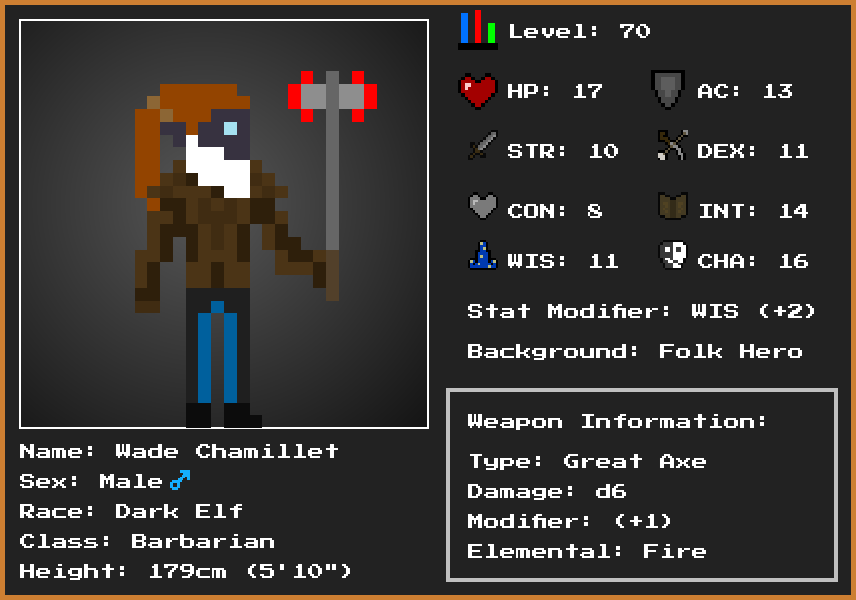 Level: 70
HP: 17 AC: 13
STR: 10 DEX: 11
CON: 8 INT: 14
WIS: 11 CHA: 16
Stat Modifier: WIS (+2)
Background: Folk Hero
Weapon Information:
Type: Great Axe
Damage: d6
Modifier: (+1)
Elemental: Fire
Name: Wade Chamillet
Sex: Male♂
Race: Dark Elf
Class: Barbarian
Height: 179cm (5'10")